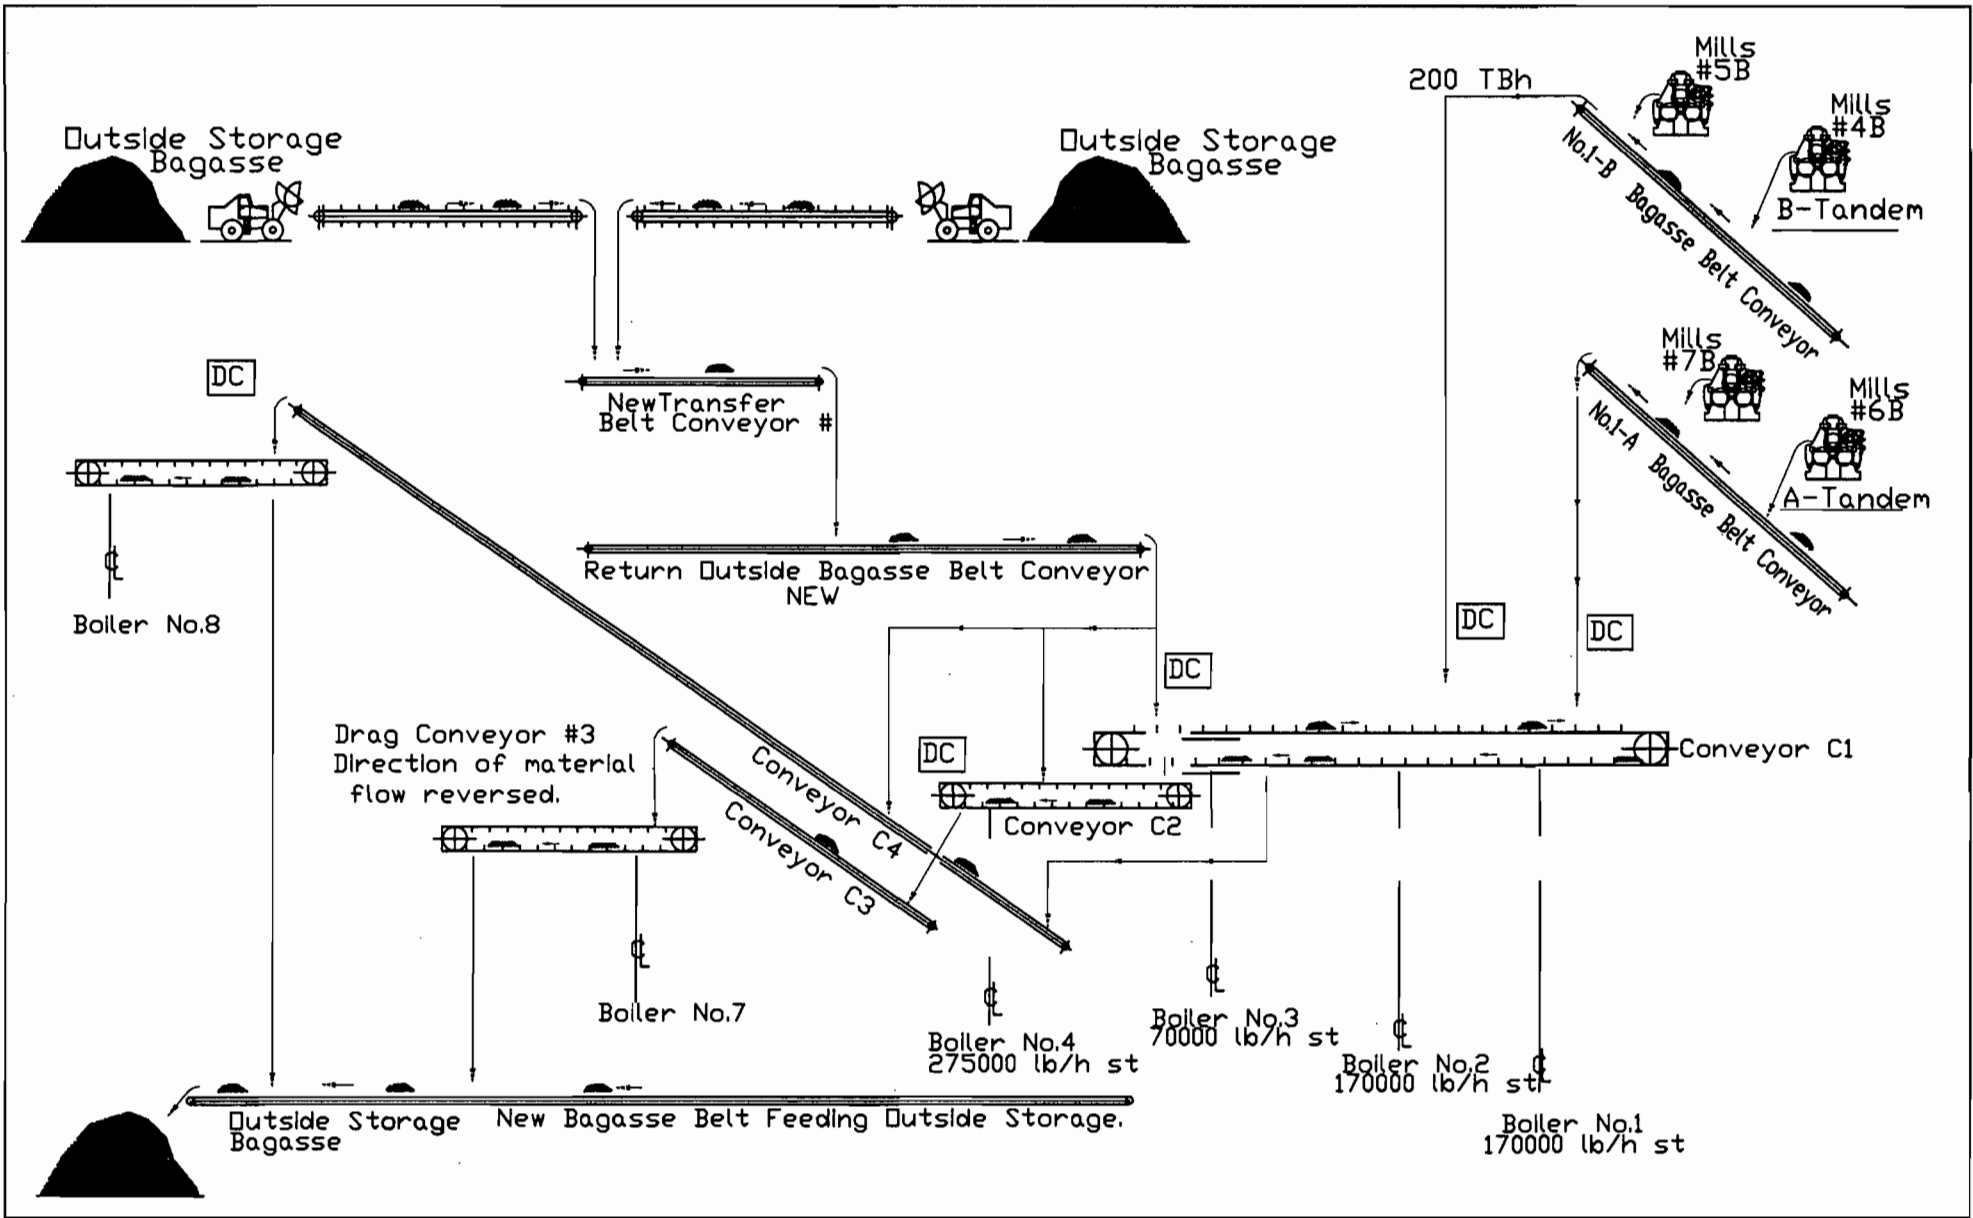 200 TBh
Mills
#5B
Mills
#4B
B-Tandem
No.1-B Bagasse Belt Conveyor
Outside Storage
Bagasse
Outside Storage
Bagasse
Mills
#7B
Mills
#6B
A-Tandem
No.1-A Bagasse Belt Conveyor
DC
NewTransfer
Belt Conveyor #
Return Outside Bagasse Belt Conveyor
NEW
Boiler No.8
DC
DC
DC
DC
Drag Conveyor #3
Direction of material
flow reversed.
Conveyor C4
Conveyor C3
Conveyor C2
Conveyor C1
℄
℄
℄
℄
℄
℄
Boiler No.7
Boiler No.4
275000 lb/h st
Boiler No.3
70000 lb/h st
Boiler No.2
170000 lb/h st
Boiler No.1
170000 lb/h st
Outside Storage
Bagasse
New Bagasse Belt Feeding Outside Storage.